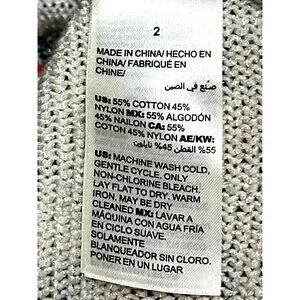 2
MADE IN CHINA/ HECHO EN
CHINA/ FABRIQUÉ EN
CHINE/
صنع في الصين
US: 55% COTTON 45%
NYLON MX: 55% ALGODÓN
45% NAILON CA: 55%
COTON 45% NYLON AE/KW:
55% القطن 45% نايلون
US: MACHINE WASH COLD,
GENTLE CYCLE. ONLY
NON-CHLORINE BLEACH.
LAY FLAT TO DRY. WARM
IRON. MAY BE DRY
CLEANED MX: LAVAR A
MÁQUINA CON AGUA FRÍA
EN CICLO SUAVE.
SOLAMENTE
BLANQUEADOR SIN CLORO.
PONER EN UN LUGAR